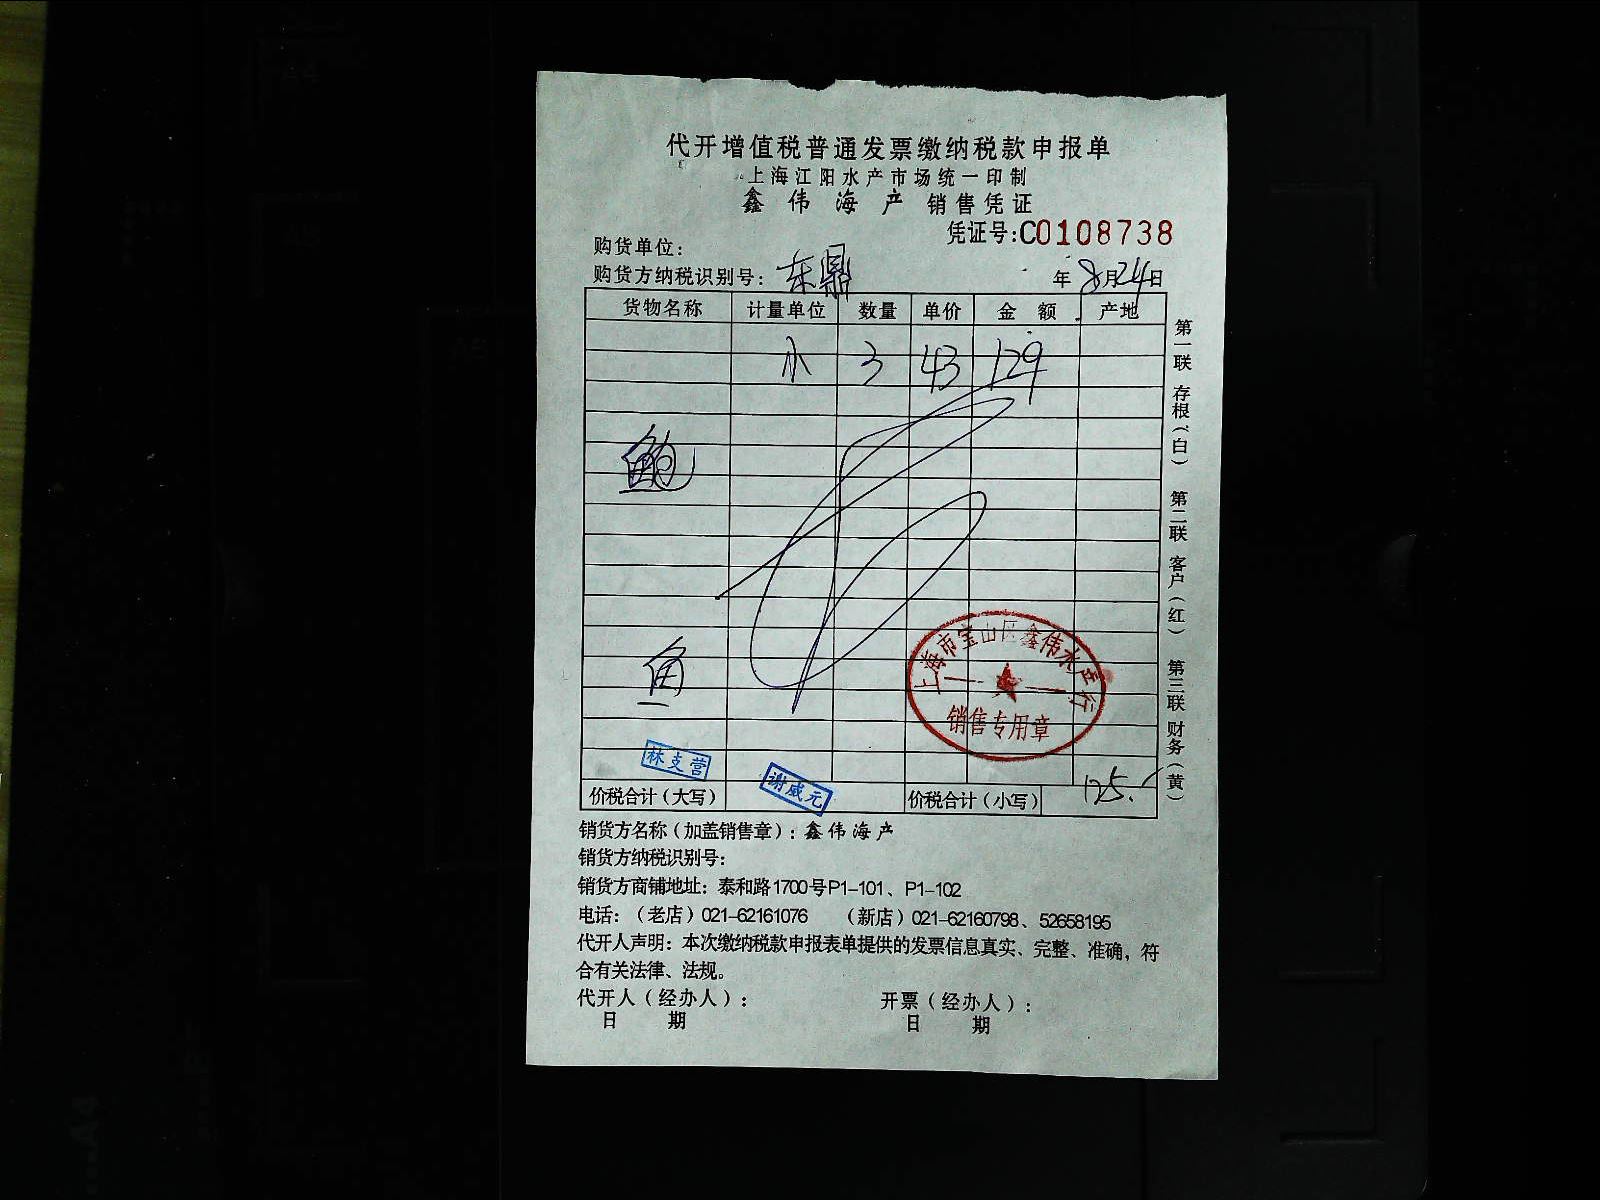 代开增值税普通发票缴纳税款申报单
上海江阳水产市场统一印制
鑫伟海产 销售凭证
凭证号:C0108738
购货单位:
购货方纳税识别号: 东鼎 年8月24日
货物名称 计量单位 数量 单价 金额 产地
小 3 43 129
鲍
鱼
上海市宝山区鑫伟水产行
销售专用章
林支营
谢威元
价税合计(大写) 价税合计(小写) 125.
第一联 存根(白) 第二联 客户(红) 第三联 财务(黄)
销货方名称(加盖销售章): 鑫伟海产
销货方纳税识别号:
销货方商铺地址: 泰和路1700号P1-101、P1-102
电话:(老店)021-62161076 (新店)021-62160798、52658195
代开人声明: 本次缴纳税款申报表单提供的发票信息真实、完整、准确, 符
合有关法律、法规。
代开人(经办人): 开票(经办人):
日 期 日 期